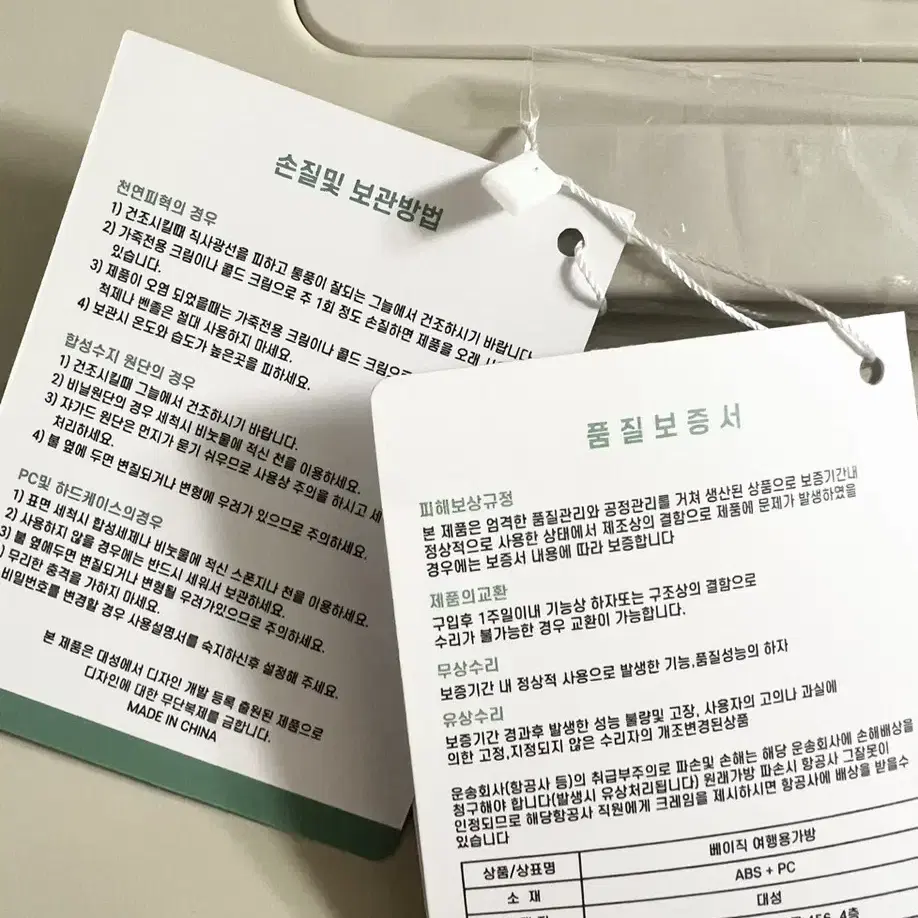 손질및 보관방법
천연피혁의 경우
1) 건조시킬때 직사광선을 피하고 통풍이 잘되는 그늘에서 건조하시기 바랍니다
2) 가죽전용 크림이나 콜드 크림으로 주 1회 정도 손질하면 제품을 오래
있습니다.
3) 제품이 오염 되었을때는 가죽전용 크림이나 콜드 크림으
척제나 벤졸은 절대 사용하지 마세요.
4) 보관시 온도와 습도가 높은곳을 피하세요.
합성수지 원단의 경우
1) 건조시킬때 그늘에서 건조하시기 바랍니다.
2) 비닐원단의 경우 세척시 비눗물에 적신 천을 이용하세요.
3) 쟈가드 원단은 먼지가 묻기 쉬우므로 사용상 주의을 하시고 세
처리하세요.
4) 불 옆에 두면 변질되거나 변형에 우려가 있으므로 주의하세요.
PC및 하드케이스의경우
1) 표면 세척시 합성세제나 비눗물에 적신 스폰지나 천을 이용하세요.
2) 사용하지 않을 경우에는 반드시 세워서 보관하세요.
3) 불 옆에두면 변질되거나 변형될 우려가있으므로 주의하세요.
) 무리한 충격을 가하지 마세요.
비밀번호를 변경할 경우 사용설명서를 숙지하신후 설정해 주세요.
본 제품은 대성에서 디자인 개발 등록 출원된 제품으로
디자인에 대한 무단복제를 금합니다.
MADE IN CHINA
품질보증서
피해보상규정
본 제품은 엄격한 품질관리와 공정관리를 거쳐 생산된 상품으로 보증기간내
정상적으로 사용한 상태에서 제조상의 결함으로 제품에 문제가 발생하였을
경우에는 보증서 내용에 따라 보증합니다
제품의교환
구입후 1주일이내 기능상 하자또는 구조상의 결함으로
수리가 불가능한 경우 교환이 가능합니다.
무상수리
보증기간 내 정상적 사용으로 발생한 기능,품질성능의 하자
유상수리
보증기간 경과후 발생한 성능 불량및 고장, 사용자의 고의나 과실에
의한 고정,지정되지 않은 수리자의 개조변경된상품
운송회사(항공사 등)의 취급부주의로 파손및 손해는 해당 운송회사에 손해배상을
청구해야 합니다(발생시 유상처리됩니다) 원래가방 파손시 항공사 그잘못이
인정되므로 해당항공사 직원에게 크레임을 제시하시면 항공사에 배상을 받을수
있습니다
상품/상표명 베이직 여행용가방
소 재 ABS + PC
대성
456, 4층